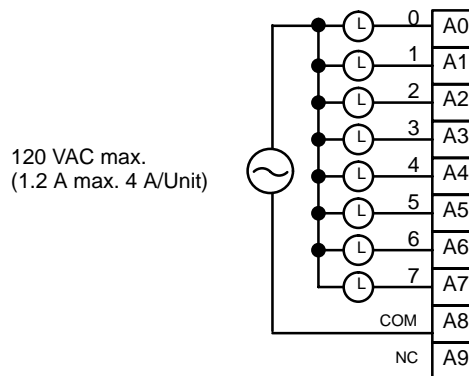 L 0 A0
L 1 A1
L 2 A2
L 3 A3
120 VAC max.
(1.2 A max. 4 A/Unit)
L 4 A4
L 5 A5
L 6 A6
L 7 A7
COM A8
NC A9